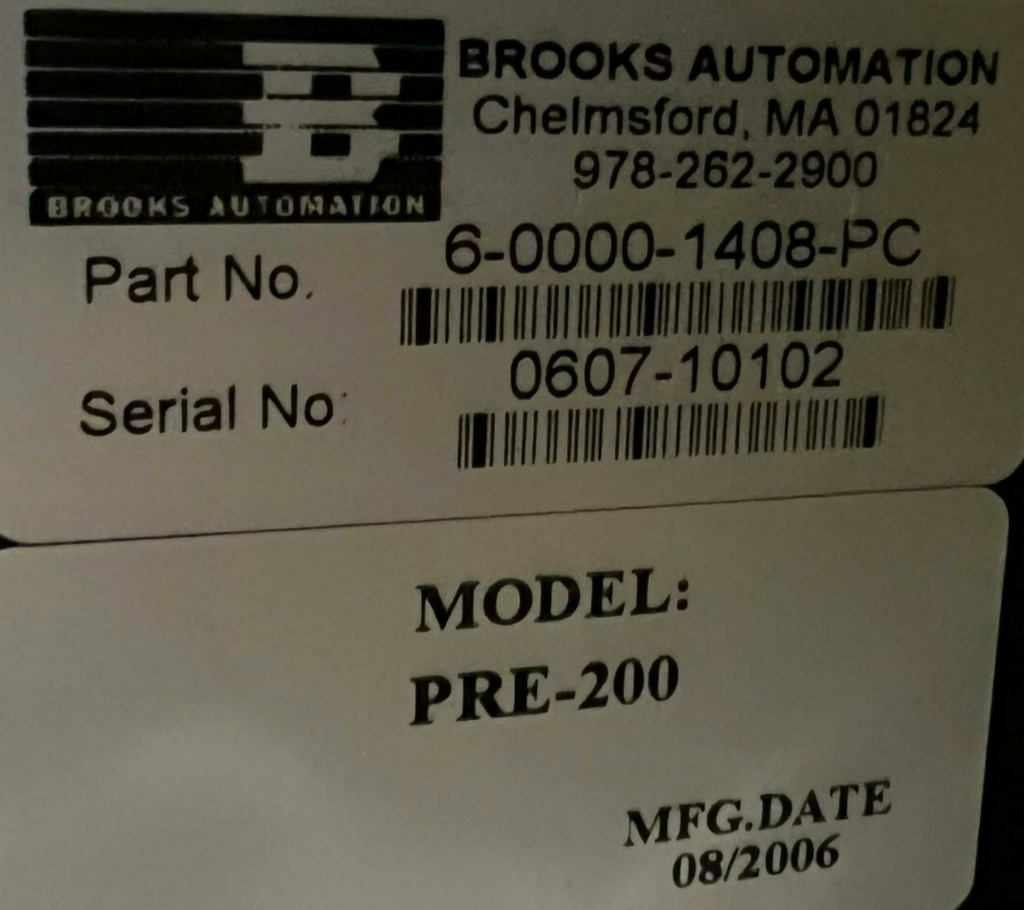 BROOKS AUTOMATION
BROOKS AUTOMATION
Chelmsford, MA 01824
978-262-2900
Part No. 6-0000-1408-PC
Serial No: 0607-10102
MODEL:
PRE-200
MFG.DATE
08/2006